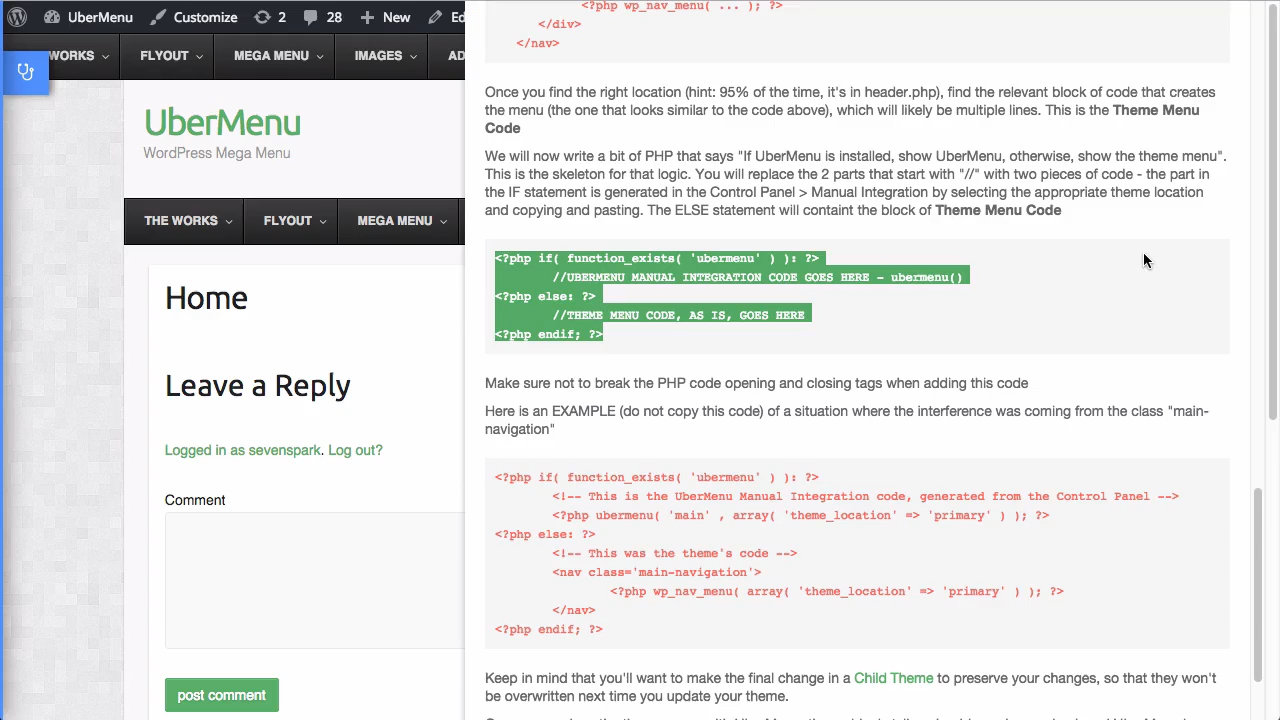 UberMenu Customize 2 28 New Ed
WORKS FLYOUT MEGA MENU IMAGES AD
UberMenu
WordPress Mega Menu
THE WORKS FLYOUT MEGA MENU
Home
Leave a Reply
Logged in as sevenspark. Log out?
Comment
post comment
<?php wp_nav_menu( ... ); ?>
</div>
</nav>
Once you find the right location (hint: 95% of the time, it's in header.php), find the relevant block of code that creates
the menu (the one that looks similar to the code above), which will likely be multiple lines. This is the Theme Menu
Code
We will now write a bit of PHP that says "If UberMenu is installed, show UberMenu, otherwise, show the theme menu".
This is the skeleton for that logic. You will replace the 2 parts that start with "//" with two pieces of code - the part in
the IF statement is generated in the Control Panel > Manual Integration by selecting the appropriate theme location
and copying and pasting. The ELSE statement will containt the block of Theme Menu Code
<?php if( function_exists( 'ubermenu' ) ): ?>
//UBERMENU MANUAL INTEGRATION CODE GOES HERE - ubermenu()
<?php else: ?>
//THEME MENU CODE, AS IS, GOES HERE
<?php endif; ?>
Make sure not to break the PHP code opening and closing tags when adding this code
Here is an EXAMPLE (do not copy this code) of a situation where the interference was coming from the class "main-
navigation"
<?php if( function_exists( 'ubermenu' ) ): ?>
<!-- This is the UberMenu Manual Integration code, generated from the Control Panel -->
<?php ubermenu( 'main' , array( 'theme_location' => 'primary' ) ); ?>
<?php else: ?>
<!-- This was the theme's code -->
<nav class='main-navigation'>
<?php wp_nav_menu( array( 'theme_location' => 'primary' ) ); ?>
</nav>
<?php endif; ?>
Keep in mind that you'll want to make the final change in a Child Theme to preserve your changes, so that they won't
be overwritten next time you update your theme.